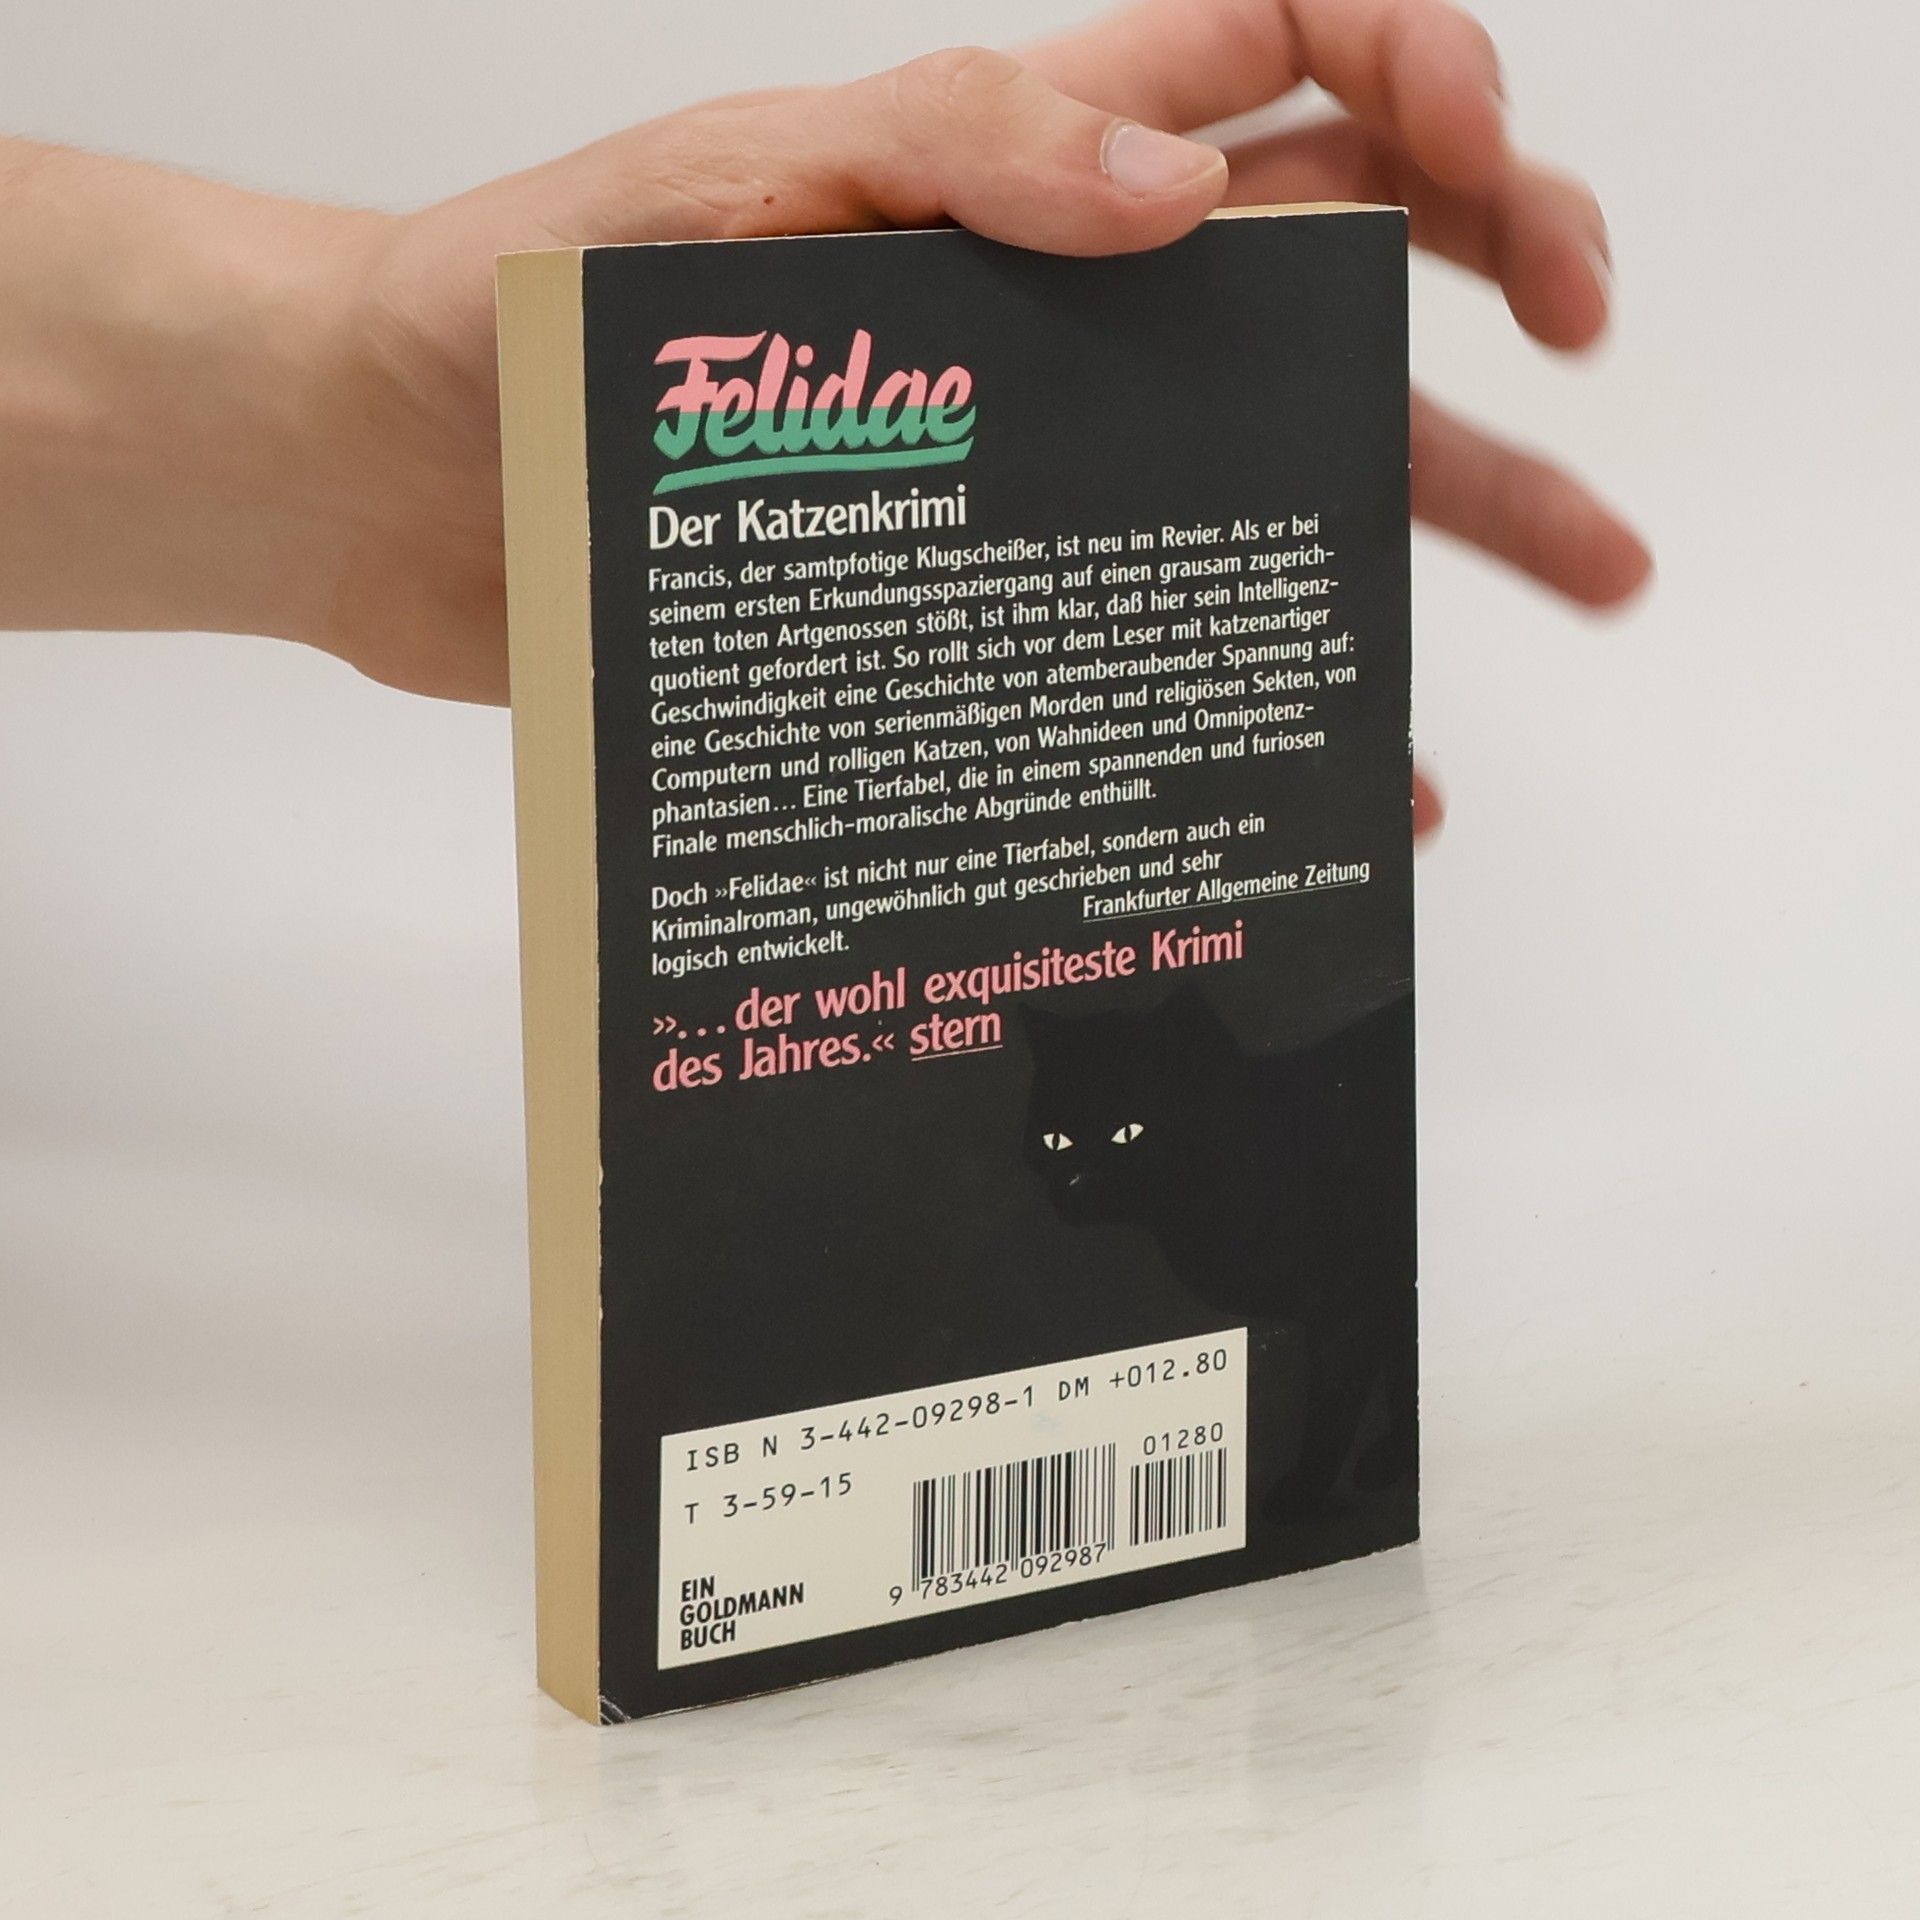 Felidae
Der Katzenkrimi
Francis, der samtpfotige Klugscheißer, ist neu im Revier. Als er bei
seinem ersten Erkundungsspaziergang auf einen grausam zugerich-
teten toten Artgenossen stößt, ist ihm klar, daß hier sein Intelligenz-
quotient gefordert ist. So rollt sich vor dem Leser mit katzenartiger
Geschwindigkeit eine Geschichte von atemberaubender Spannung auf:
eine Geschichte von serienmäßigen Morden und religiösen Sekten, von
Computern und rolligen Katzen, von Wahnideen und Omnipotenz-
phantasien... Eine Tierfabel, die in einem spannenden und furiosen
Finale menschlich-moralische Abgründe enthüllt.
Doch »Felidae« ist nicht nur eine Tierfabel, sondern auch ein
Kriminalroman, ungewöhnlich gut geschrieben und sehr
logisch entwickelt. Frankfurter Allgemeine Zeitung
»...der wohl exquisiteste Krimi
des Jahres.« stern
ISB N 3-442-09298-1 DM +012.80
T 3-59-15
01280
9 783442 092987
EIN
GOLDMANN
BUCH